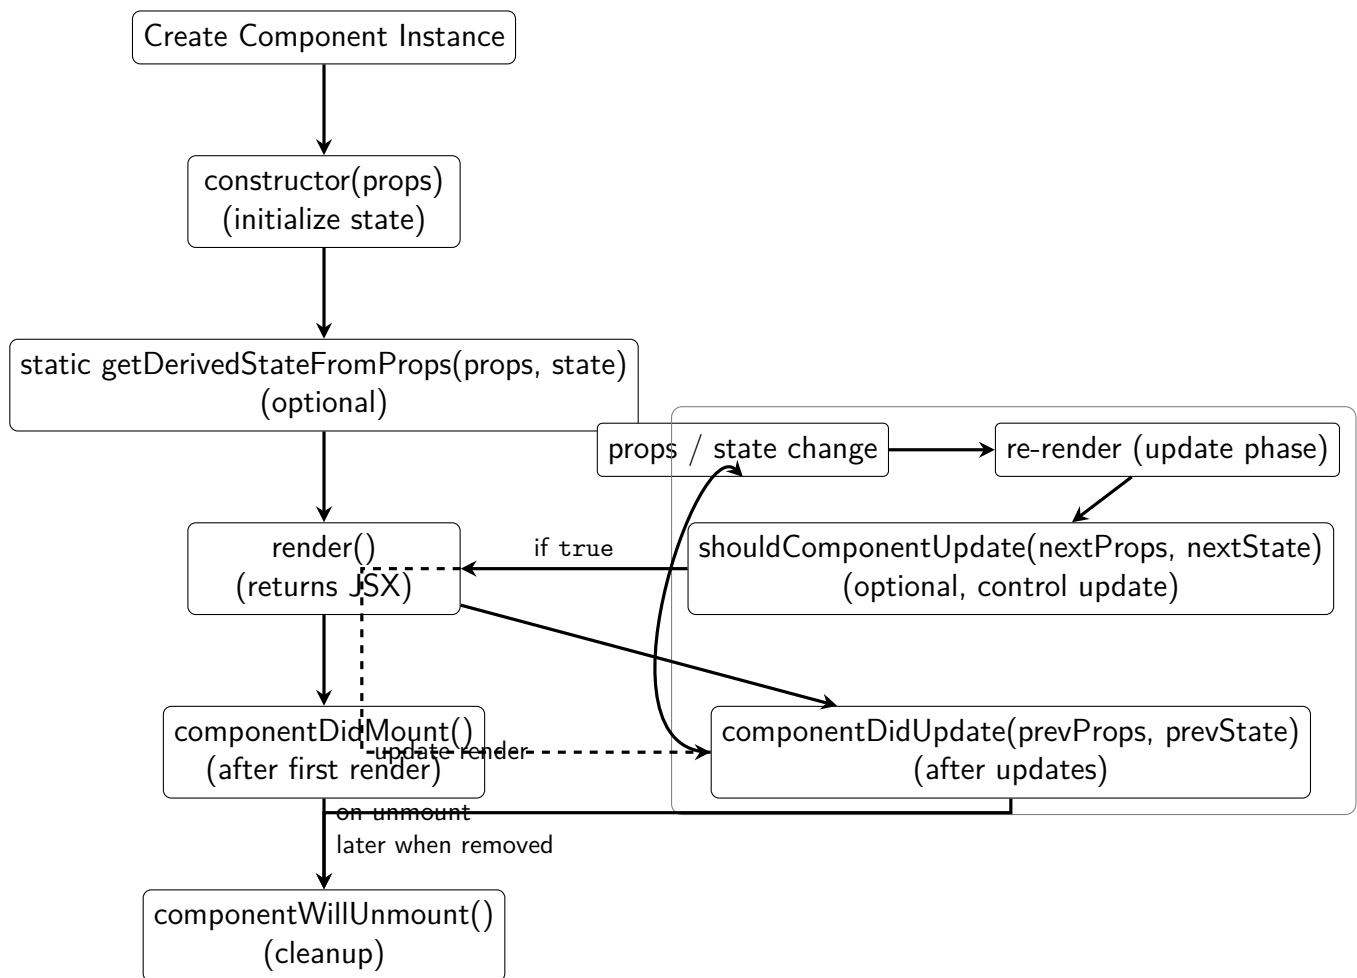 Create Component Instance
constructor(props)
(initialize state)
static getDerivedStateFromProps(props, state)
(optional)
props / state change
re-render (update phase)
render()
(returns JSX)
if true
shouldComponentUpdate(nextProps, nextState)
(optional, control update)
componentDidMount()
(after first render)
update render
componentDidUpdate(prevProps, prevState)
(after updates)
on unmount
later when removed
componentWillUnmount()
(cleanup)